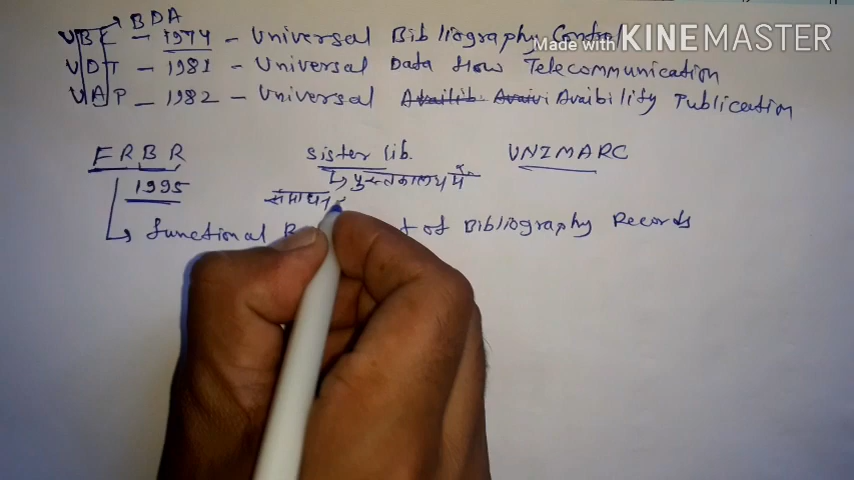 BDA
UBC - 1974 - Universal Bibliography Control
Made with KINEMASTER
UDT - 1981 - Universal Data flow Telecommunication
UAP - 1982 - Universal Avaibility Publication
FRBR sister lib. UNIMARC
1995 पुस्तकालय में
functional of Bibliography Records